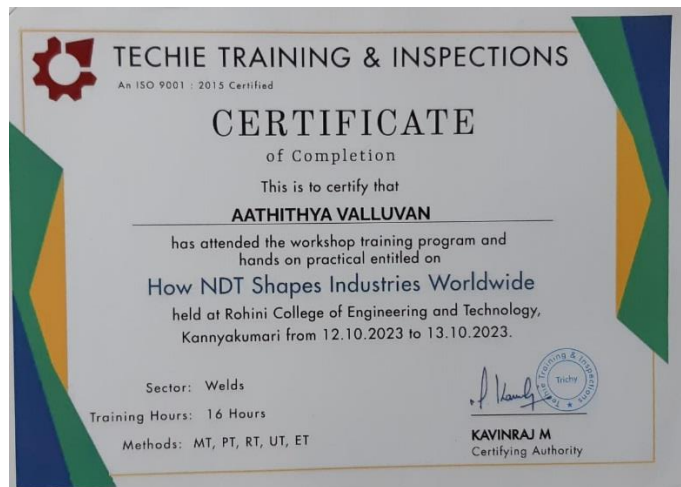 TECHIE TRAINING & INSPECTIONS
An ISO 9001 : 2015 Certified
CERTIFICATE
of Completion
This is to certify that
AATHITHYA VALLUVAN
has attended the workshop training program and
hands on practical entitled on
How NDT Shapes Industries Worldwide
held at Rohini College of Engineering and Technology,
Kannyakumari from 12.10.2023 to 13.10.2023.
Sector: Welds
Training Hours: 16 Hours
Methods: MT, PT, RT, UT, ET
Techie Training & Inspections
Trichy
KAVINRAJ M
Certifying Authority